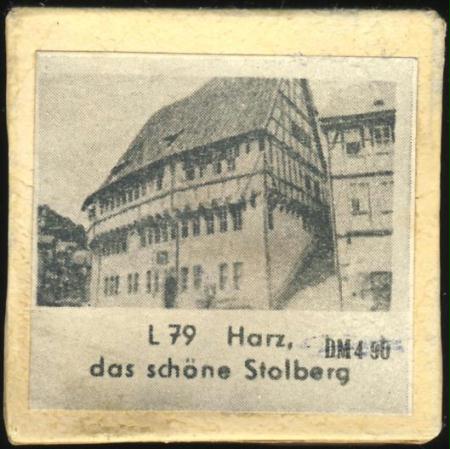 L 79 Harz,
DM 4 90
das schöne Stolberg